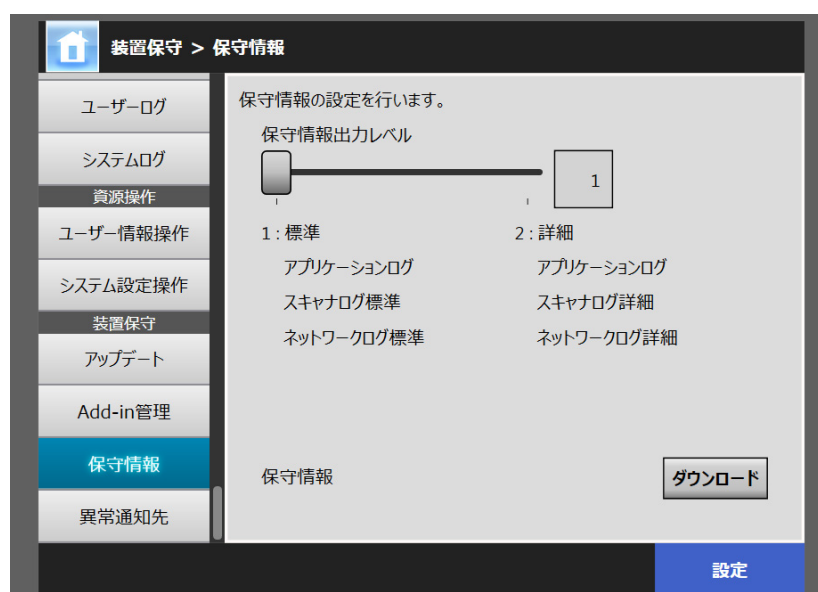 装置保守 > 保守情報
ユーザーログ
システムログ
資源操作
ユーザー情報操作
システム設定操作
装置保守
アップデート
Add-in管理
保守情報
異常通知先
保守情報の設定を行います。
保守情報出力レベル
1
1 : 標準
アプリケーションログ
スキャナログ標準
ネットワークログ標準
2 : 詳細
アプリケーションログ
スキャナログ詳細
ネットワークログ詳細
保守情報
ダウンロード
設定